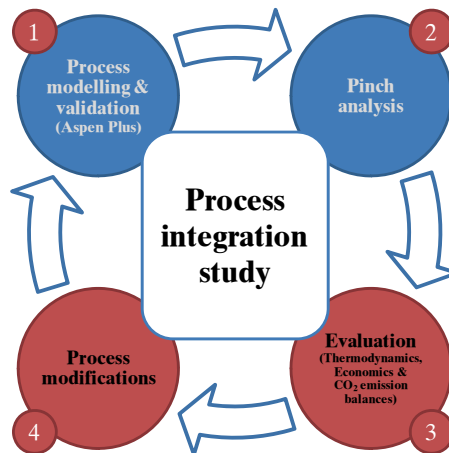 1
Process
modelling &
validation
(Aspen Plus)
2
Pinch
analysis
Process
integration
study
Evaluation
(Thermodynamics,
Economics &
CO₂ emission
balances)
3
Process
modifications
4